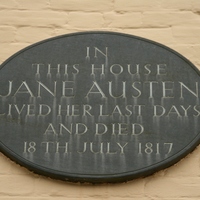 IN
THIS HOUSE
JANE AUSTEN
LIVED HER LAST DAYS
AND DIED
18TH JULY 1817